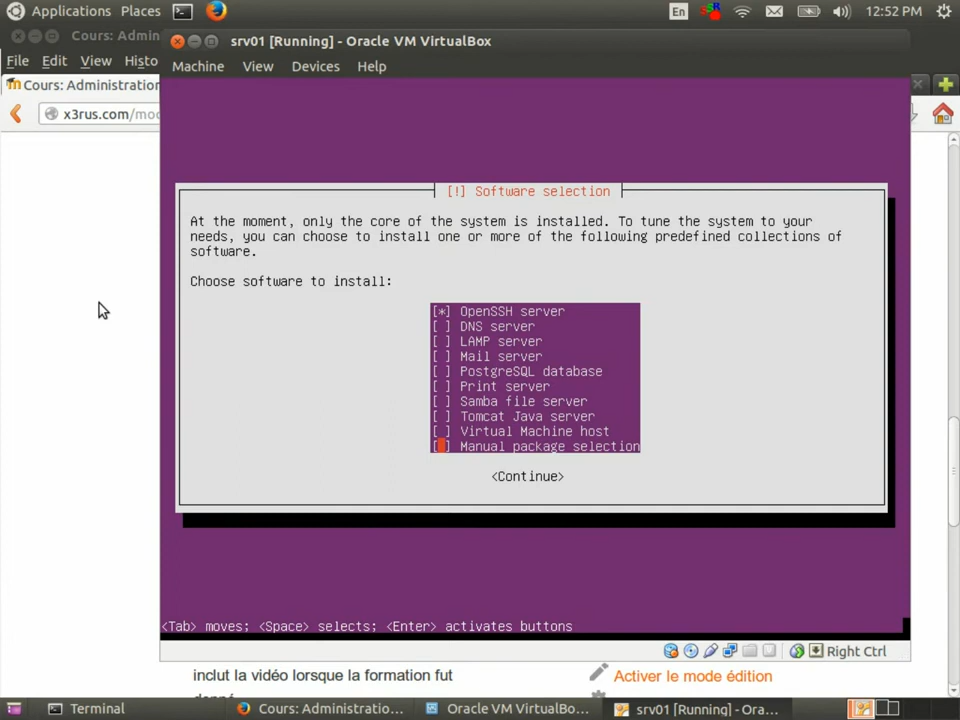 Applications Places En 12:52 PM
Cours: Admin
srv01 [Running] - Oracle VM VirtualBox
File Edit View Histo
Machine View Devices Help
Cours: Administration
x3rus.com/moo
[!] Software selection
At the moment, only the core of the system is installed. To tune the system to your
needs, you can choose to install one or more of the following predefined collections of
software.
Choose software to install:
[*] OpenSSH server
[ ] DNS server
[ ] LAMP server
[ ] Mail server
[ ] PostgreSQL database
[ ] Print server
[ ] Samba file server
[ ] Tomcat Java server
[ ] Virtual Machine host
[ ] Manual package selection
<Continue>
<Tab> moves; <Space> selects; <Enter> activates buttons
Right Ctrl
inclut la vidéo lorsque la formation fut
Activer le mode édition
Terminal
Cours: Administratio...
Oracle VM VirtualBo...
srv01 [Running] - Ora...